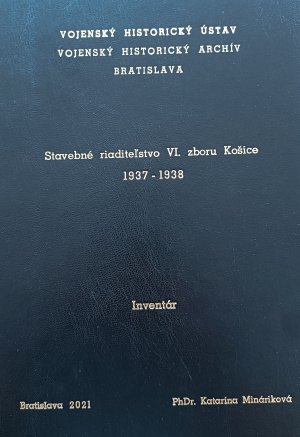 VOJENSKÝ HISTORICKÝ ÚSTAV
VOJENSKÝ HISTORICKÝ ARCHÍV
BRATISLAVA
Stavebné riaditeľstvo VI. zboru Košice
1937 - 1938
Inventár
Bratislava 2021
PhDr. Katarína Mináriková